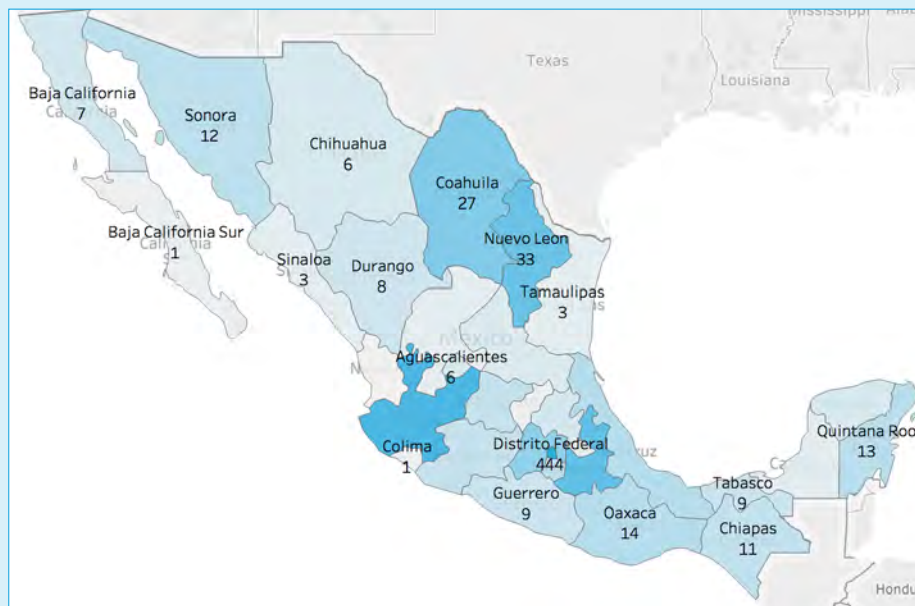 Mississippi
Texas
Louisiana
Baja California
7
Sonora
12
Chihuahua
6
Coahuila
27
Nuevo Leon
33
Baja California Sur
1
Sinaloa
3
Durango
8
Tamaulipas
3
Aguascalientes
6
Colima
1
Distrito Federal
444
Quintana Roo
13
Guerrero
9
Oaxaca
14
Tabasco
9
Chiapas
11
Hondu